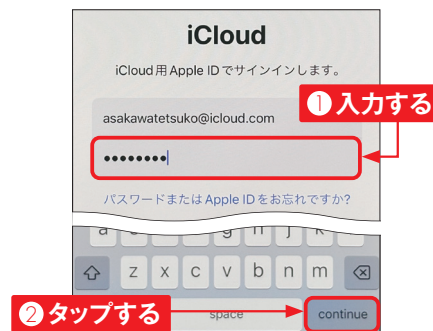 iCloud
iCloud用Apple IDでサインインします。
❶入力する
asakawatetsuko@icloud.com
••••••••
パスワードまたはApple IDをお忘れですか?
z x c v b n m
❷タップする
space
continue